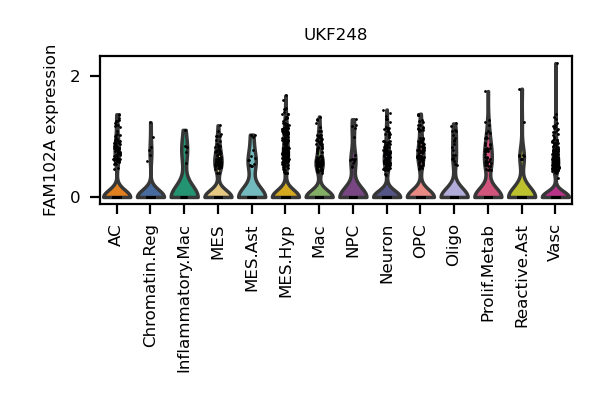 UKF248
FAM102A expression
2
0
AC
Chromatin.Reg
Inflammatory.Mac
MES
MES.Ast
MES.Hyp
Mac
NPC
Neuron
OPC
Oligo
Prolif.Metab
Reactive.Ast
Vasc